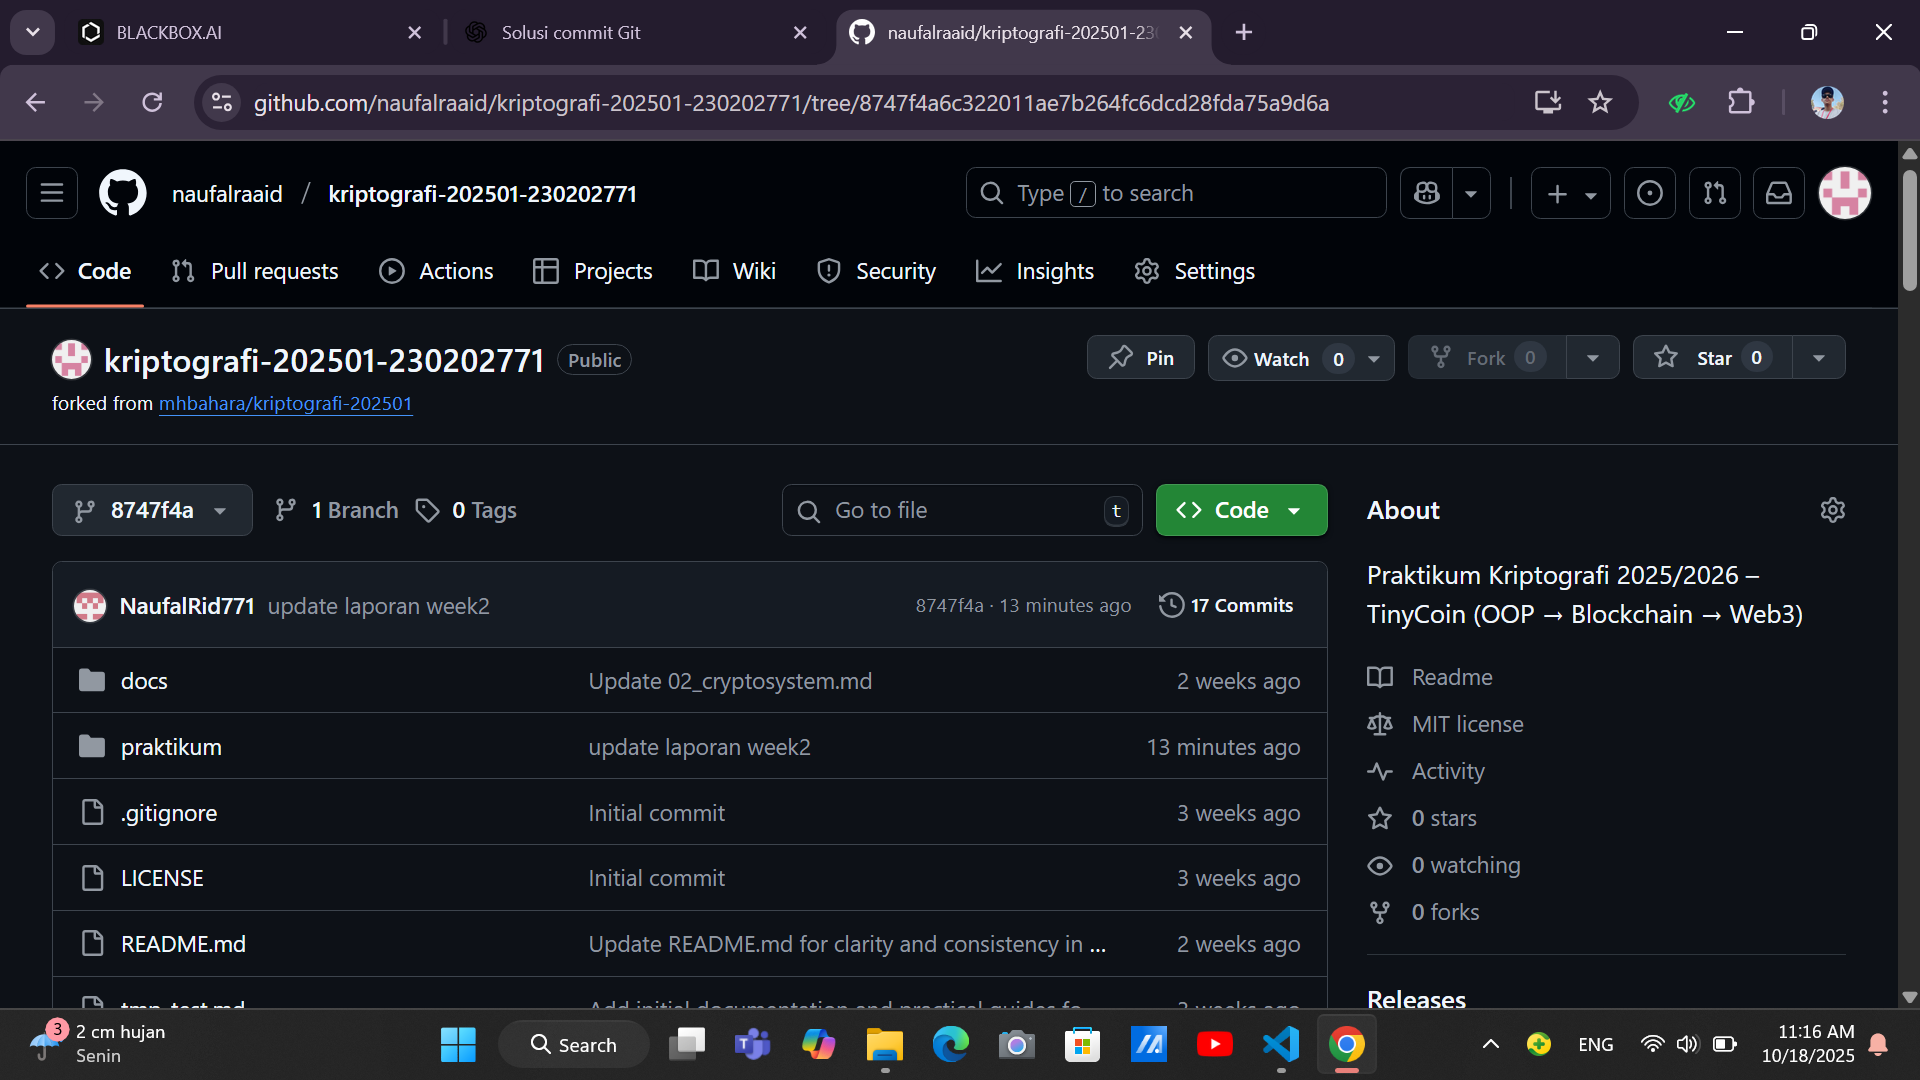 BLACKBOX.AI
Solusi commit Git
naufalraaid/kriptografi-202501-230
github.com/naufalraaid/kriptografi-202501-230202771/tree/8747f4a6c322011ae7b264fc6dcd28fda75a9d6a
naufalraaid / kriptografi-202501-230202771
Type / to search
Code
Pull requests
Actions
Projects
Wiki
Security
Insights
Settings
kriptografi-202501-230202771 Public
Pin
Watch 0
Fork 0
Star 0
forked from mhbahara/kriptografi-202501
8747f4a
1 Branch
0 Tags
Go to file t
Code
NaufalRid771 update laporan week2 8747f4a · 13 minutes ago 17 Commits
docs Update 02_cryptosystem.md 2 weeks ago
praktikum update laporan week2 13 minutes ago
.gitignore Initial commit 3 weeks ago
LICENSE Initial commit 3 weeks ago
README.md Update README.md for clarity and consistency in ... 2 weeks ago
About
Praktikum Kriptografi 2025/2026 –
TinyCoin (OOP → Blockchain → Web3)
Readme
MIT license
Activity
0 stars
0 watching
0 forks
Releases
3
2 cm hujan
Senin
Search
ENG
11:16 AM
10/18/2025